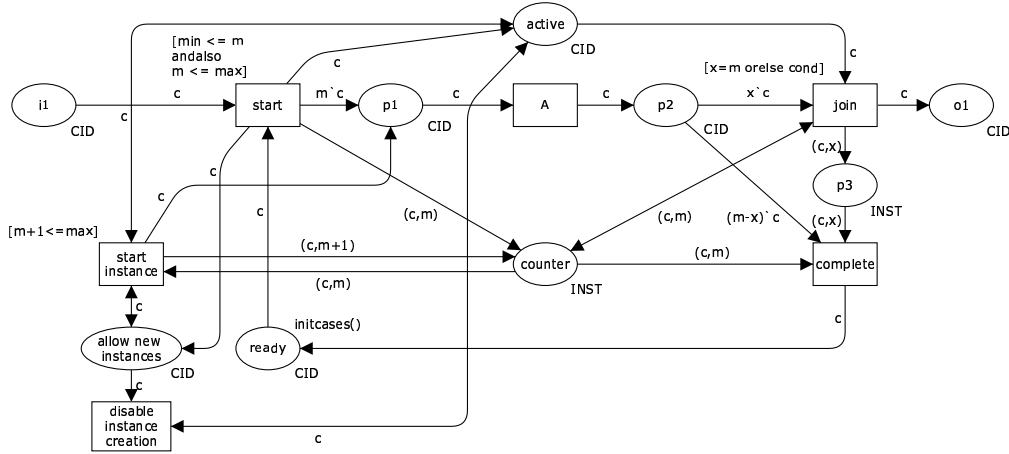 active
CID
[min <= m
andalso
m <= max]
c
c
[x=m orelse cond]
i1
c
start
m`c
p1
c
A
c
p2
x`c
join
c
o1
CID
c
CID
CID
CID
(c,x)
c
p3
INST
c
c
(c,m)
(c,m)
(m-x)`c
(c,x)
[m+1<=max]
start
instance
(c,m+1)
(c,m)
counter
INST
(c,m)
complete
c
initcases()
c
allow new
instances
CID
ready
CID
c
disable
instance
creation
c